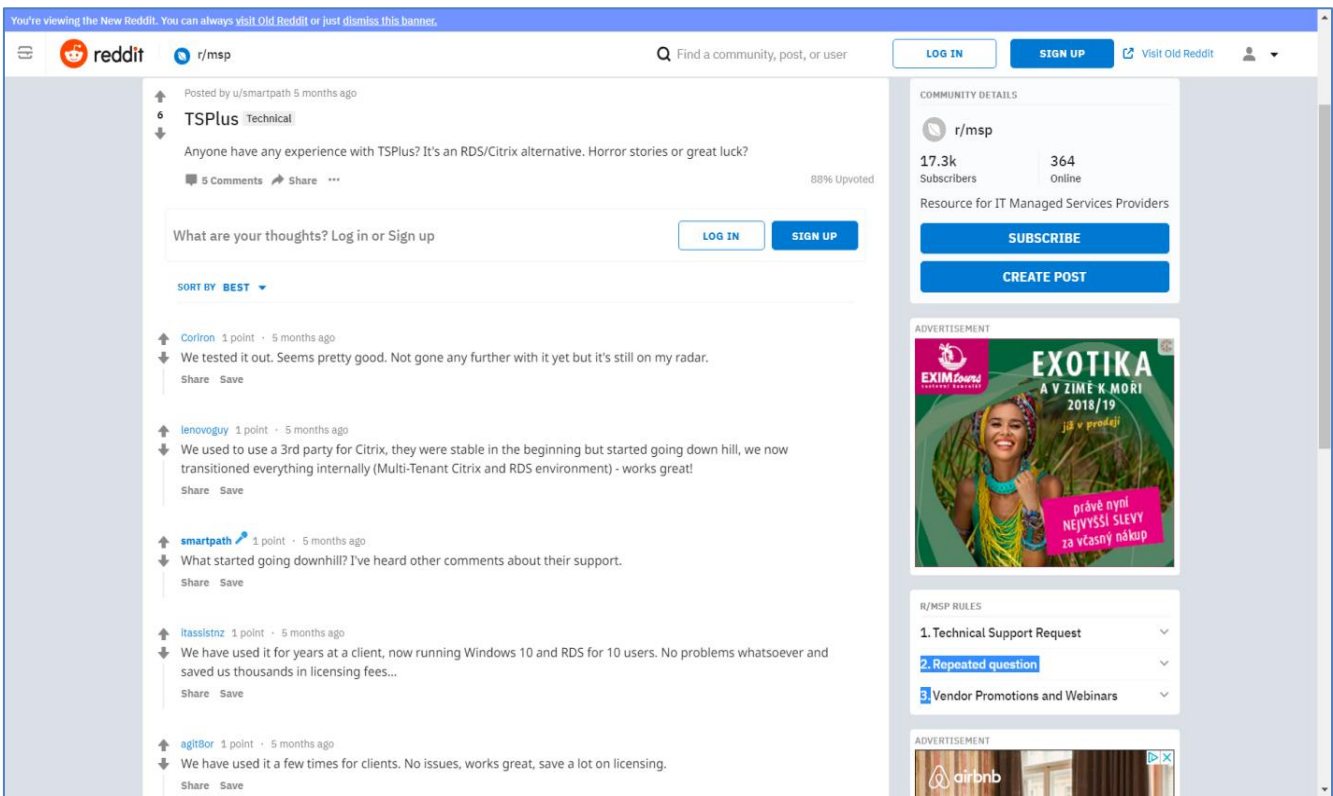 You're viewing the New Reddit. You can always visit Old Reddit or just dismiss this banner.
reddit
r/msp
Find a community, post, or user
LOG IN
SIGN UP
Visit Old Reddit
Posted by u/smartpath 5 months ago
6
TSPlus Technical
Anyone have any experience with TSPlus? It's an RDS/Citrix alternative. Horror stories or great luck?
5 Comments Share ···
88% Upvoted
What are your thoughts? Log in or Sign up
LOG IN
SIGN UP
SORT BY BEST
Coriron 1 point · 5 months ago
We tested it out. Seems pretty good. Not gone any further with it yet but it's still on my radar.
Share Save
lenovoguy 1 point · 5 months ago
We used to use a 3rd party for Citrix, they were stable in the beginning but started going down hill, we now
transitioned everything internally (Multi-Tenant Citrix and RDS environment) - works great!
Share Save
smartpath 1 point · 5 months ago
What started going downhill? I've heard other comments about their support.
Share Save
itassistnz 1 point · 5 months ago
We have used it for years at a client, now running Windows 10 and RDS for 10 users. No problems whatsoever and
saved us thousands in licensing fees...
Share Save
agit8or 1 point · 5 months ago
We have used it a few times for clients. No issues, works great, save a lot on licensing.
Share Save
COMMUNITY DETAILS
r/msp
17.3k 364
Subscribers Online
Resource for IT Managed Services Providers
SUBSCRIBE
CREATE POST
ADVERTISEMENT
EXIMtours
cestovní kancelář
EXOTIKA
A V ZIMĚ K MOŘI
2018/19
již v prodeji
právě nyní
NEJVYŠŠÍ SLEVY
za včasný nákup
R/MSP RULES
1. Technical Support Request
2. Repeated question
3. Vendor Promotions and Webinars
ADVERTISEMENT
airbnb